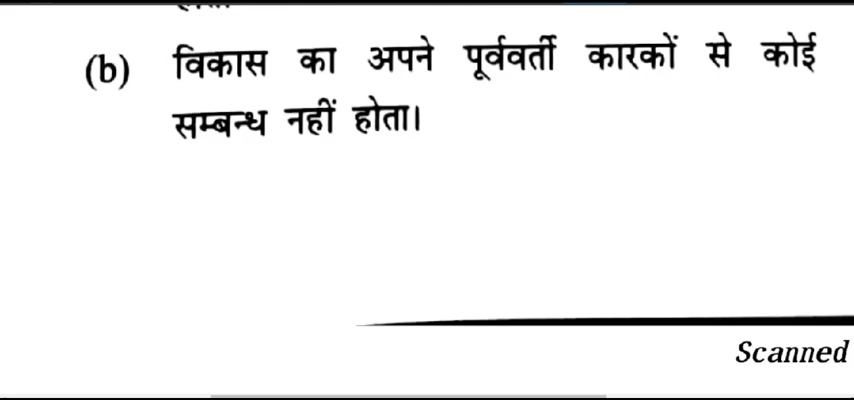 (b) विकास का अपने पूर्ववर्ती कारकों से कोई
सम्बन्ध नहीं होता।
Scanned